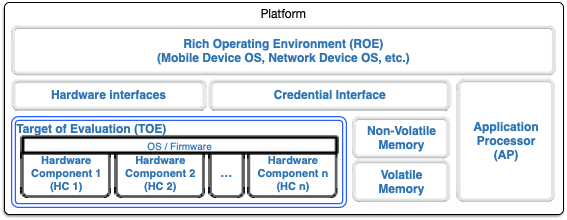 Platform
Rich Operating Environment (ROE)
(Mobile Device OS, Network Device OS, etc.)
Hardware interfaces
Credential Interface
Target of Evaluation (TOE)
OS / Firmware
Hardware
Component 1
(HC 1)
Hardware
Component 2
(HC 2)
...
Hardware
Component n
(HC n)
Non-Volatile
Memory
Volatile
Memory
Application
Processor
(AP)